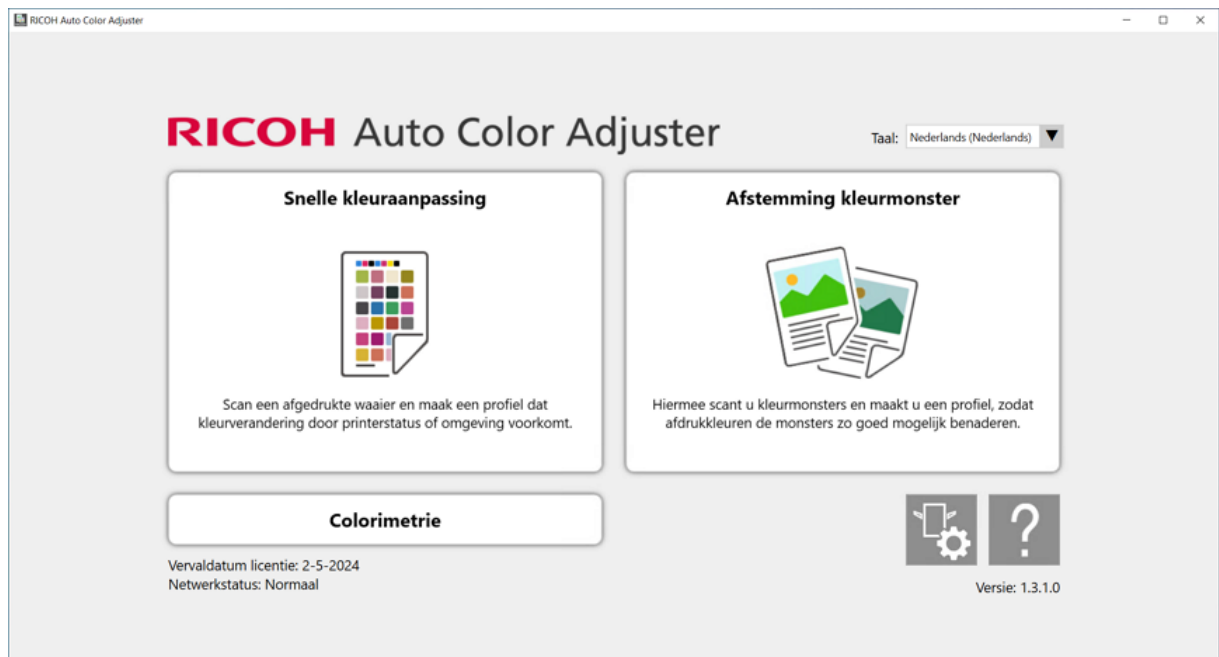 RICOH Auto Color Adjuster
RICOH Auto Color Adjuster
Taal: Nederlands (Nederlands)
Snelle kleuraanpassing
Scan een afgedrukte waaier en maak een profiel dat
kleurverandering door printerstatus of omgeving voorkomt.
Afstemming kleurmonster
Hiermee scant u kleurmonsters en maakt u een profiel, zodat
afdrukkleuren de monsters zo goed mogelijk benaderen.
Colorimetrie
Vervaldatum licentie: 2-5-2024
Netwerkstatus: Normaal
?
Versie: 1.3.1.0